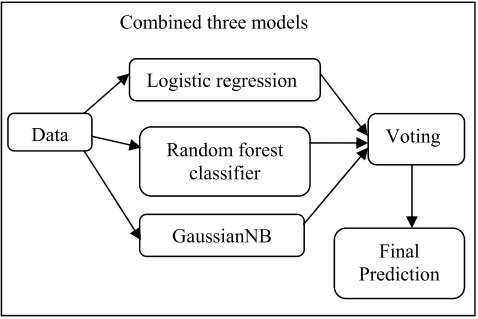 Combined three models
Logistic regression
Data
Random forest
classifier
Voting
GaussianNB
Final
Prediction